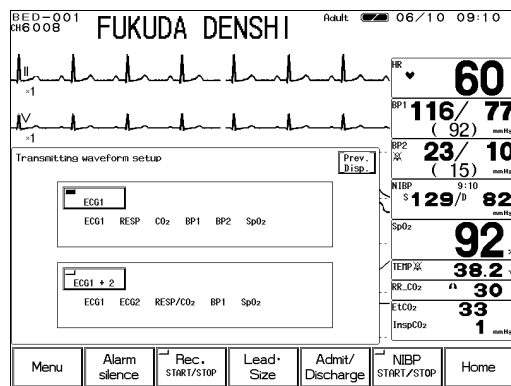 BED-001
CH6008
FUKUDA DENSHI
Adult
06/10 09:10
II
×1
V
×1
HR
60
BP1
116/ 77
( 92) mmHg
BP2
23/ 10
( 15) mmHg
NIBP 9:10
S 129/D 82
mmHg
SpO₂
92
TEMP
38.2
RR_CO₂ 30
EtCO₂
33
InspCO₂ 1 mmHg
Transmitting waveform setup
Prev.
Disp.
ECG1
ECG1 RESP CO₂ BP1 BP2 SpO₂
ECG1 + 2
ECG1 ECG2 RESP/CO₂ BP1 SpO₂
Menu
Alarm
silence
Rec.
START/STOP
Lead·
Size
Admit/
Discharge
NIBP
START/STOP
Home